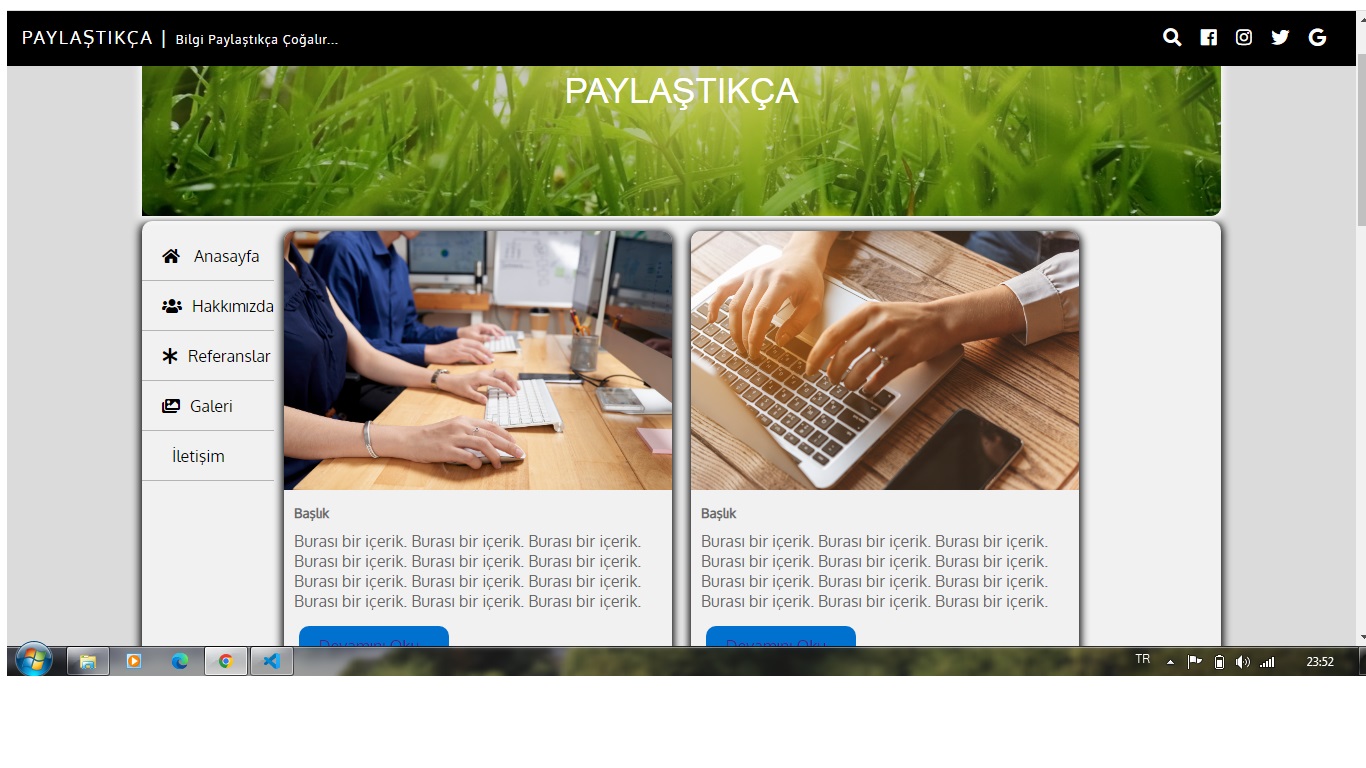 PAYLAŞTIKÇA | Bilgi Paylaştıkça Çoğalır...
PAYLAŞTIKÇA
Anasayfa
Hakkımızda
Referanslar
Galeri
İletişim
Başlık
Burası bir içerik. Burası bir içerik. Burası bir içerik.
Burası bir içerik. Burası bir içerik. Burası bir içerik.
Burası bir içerik. Burası bir içerik. Burası bir içerik.
Burası bir içerik. Burası bir içerik. Burası bir içerik.
Devamını Oku...
Başlık
Burası bir içerik. Burası bir içerik. Burası bir içerik.
Burası bir içerik. Burası bir içerik. Burası bir içerik.
Burası bir içerik. Burası bir içerik. Burası bir içerik.
Burası bir içerik. Burası bir içerik. Burası bir içerik.
Devamını Oku...
TR
23:52